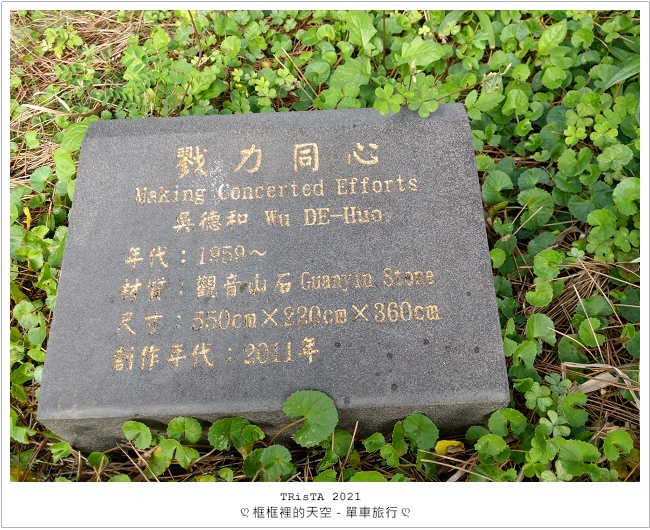 戮力同心
Making Concerted Efforts
吳德和 Wu DE-Huo
年代：1959～
材質：觀音山石 Guanyin Stone
尺寸：550cm×220cm×360cm
創作年代：2011年
TRisTA 2021
ღ 框框裡的天空 - 單車旅行 ღ